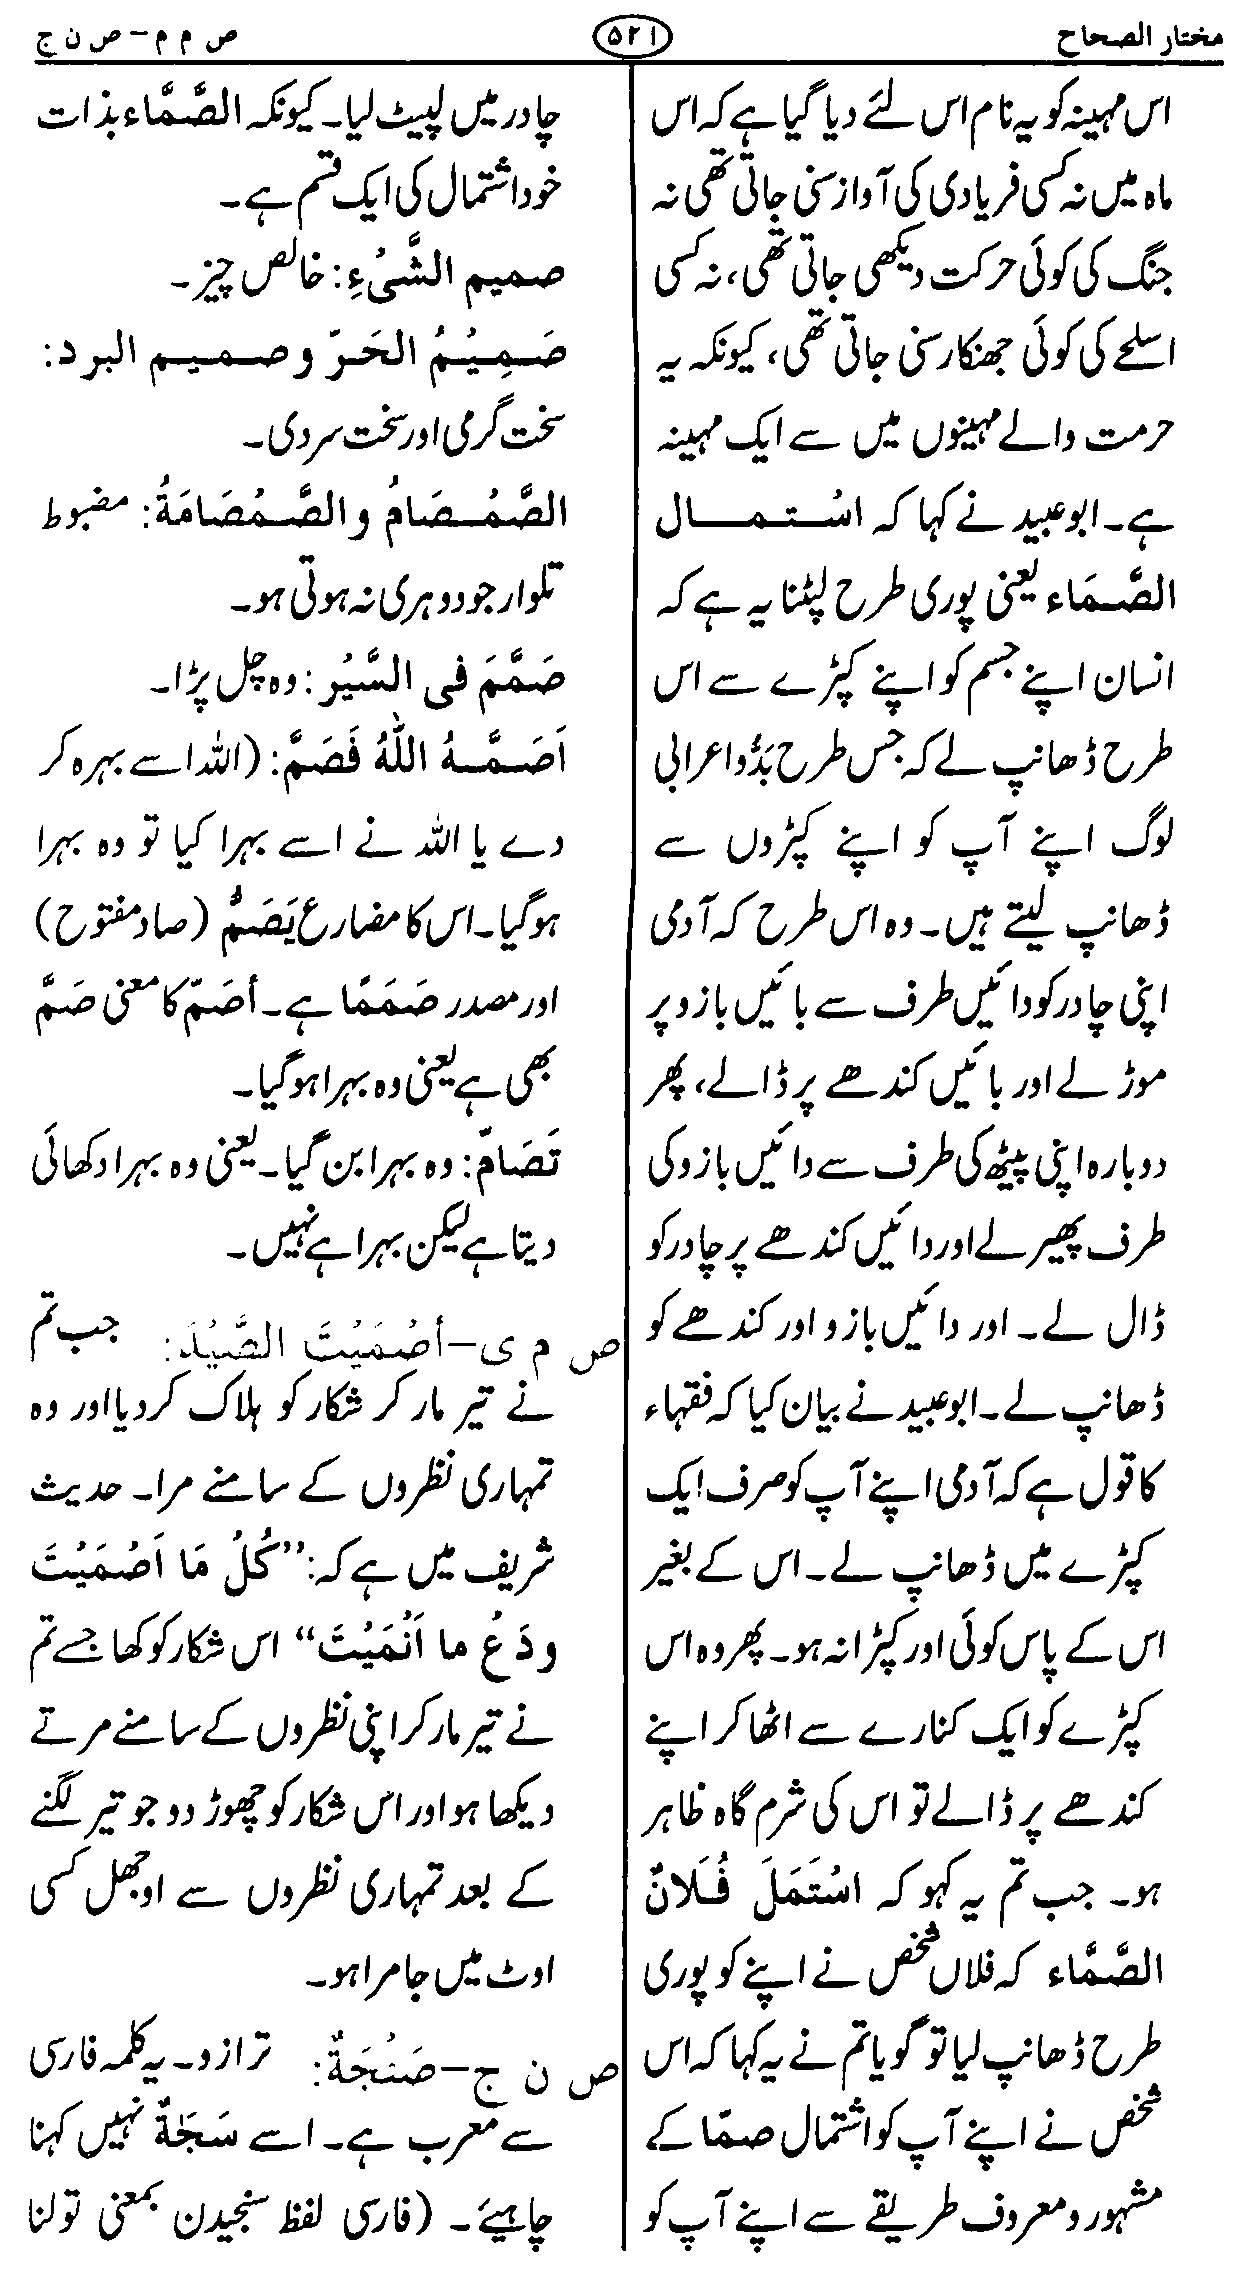 مختار الصحاح
۵۲۱
ص م م – ص ن ج
اس مہینہ کو یہ نام اس لئے دیا گیا ہے کہ اس
ماہ میں نہ کسی فریادی کی آواز سنی جاتی تھی نہ
جنگ کی کوئی حرکت دیکھی جاتی تھی، نہ کسی
اسلحے کی کوئی جھنکار سنی جاتی تھی، کیونکہ یہ
حرمت والے مہینوں میں سے ایک مہینہ
ہے۔ ابو عبید نے کہا کہ اسْتمال
الصَّمَاء یعنی پوری طرح لپٹنا یہ ہے کہ
انسان اپنے جسم کو اپنے کپڑے سے اس
طرح ڈھانپ لے کہ جس طرح بَدُّو اعرابی
لوگ اپنے آپ کو اپنے کپڑوں سے
ڈھانپ لیتے ہیں۔ وہ اس طرح کہ آدمی
اپنی چادر کو دائیں طرف سے بائیں بازو پر
موڑ لے اور بائیں کندھے پر ڈالے، پھر
دوبارہ اپنی پیٹھ کی طرف سے دائیں بازو کی
طرف پھیر لے اور دائیں کندھے پر چادر کو
ڈال لے۔ اور دائیں بازو اور کندھے کو
ڈھانپ لے۔ ابو عبید نے بیان کیا کہ فقہاء
کا قول ہے کہ آدمی اپنے آپ کو صرف ایک
کپڑے میں ڈھانپ لے۔ اس کے بغیر
اس کے پاس کوئی اور کپڑا نہ ہو۔ پھر وہ اس
کپڑے کو ایک کنارے سے اٹھا کر اپنے
کندھے پر ڈالے تو اس کی شرم گاہ ظاہر
ہو۔ جب تم یہ کہو کہ اسْتَمَلَ فُلَانٌ
الصَّمَّاء کہ فلاں شخص نے اپنے کو پوری
طرح ڈھانپ لیا تو گویا تم نے یہ کہا کہ اس
شخص نے اپنے آپ کو اشتمال صمّا کے
مشہور و معروف طریقے سے اپنے آپ کو
چادر میں لپیٹ لیا۔ کیونکہ الصَّمَّاء بذات
خود اشتمال کی ایک قسم ہے۔
صمیم الشَّیْءِ: خالص چیز۔
صَمِیْمُ الحَرّ و صمیم البرد:
سخت گرمی اور سخت سردی۔
الصَّمْصَامُ والصَّمْصَامَةُ: مضبوط
تلوار جو دوہری نہ ہوتی ہو۔
صَمَّمَ فی السَّیْر: وہ چل پڑا۔
اَصَمَّهُ اللّٰهُ فَصَمَّ: (اللہ اسے بہرہ کر
دے یا اللہ نے اسے بہرا کیا تو وہ بہرا
ہو گیا۔ اس کا مضارع یَصَمُّ (صاد مفتوح)
اور مصدر صَمَمًا ہے۔ أَصَمّ کا معنی صَمَّ
بھی ہے یعنی وہ بہرا ہو گیا۔
تَصَامّ: وہ بہرا بن گیا۔ یعنی وہ بہرا دکھائی
دیتا ہے لیکن بہرا ہے نہیں۔
ص م ی – أَصْمَیْتَ الصَّیْدَ: جب تم
نے تیر مار کر شکار کو ہلاک کر دیا اور وہ
تمہاری نظروں کے سامنے مرا۔ حدیث
شریف میں ہے کہ: ”کُلْ مَا اَصْمَیْتَ
ودَعْ ما اَنْمَیْتَ“ اس شکار کو کھا جسے تم
نے تیر مار کر اپنی نظروں کے سامنے مرتے
دیکھا ہو اور اس شکار کو چھوڑ دو جو تیر لگنے
کے بعد تمہاری نظروں سے اوجھل کسی
اوٹ میں جا مرا ہو۔
ص ن ج – صَنْجَةٌ: ترازو۔ یہ کلمہ فارسی
سے معرب ہے۔ اسے سَجَةٌ نہیں کہنا
چاہیئے۔ (فارسی لفظ سنجیدن بمعنی تولنا